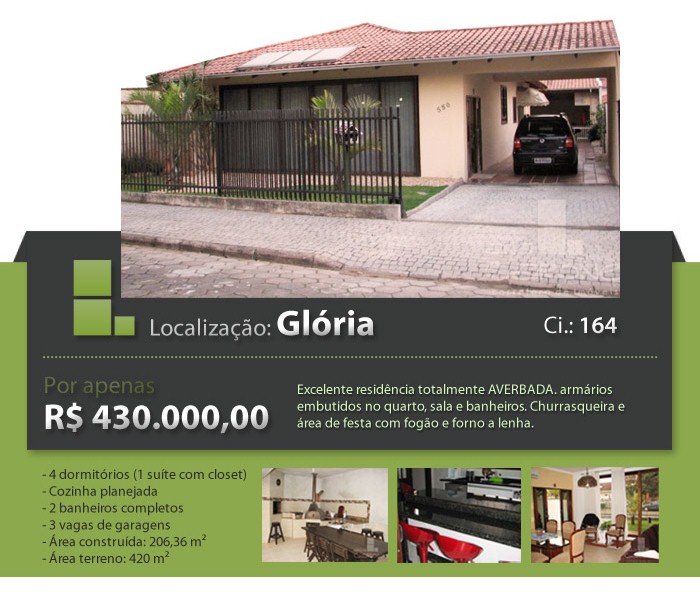 550
Localização: Glória
Ci.: 164
Por apenas
R$ 430.000,00
Excelente residência totalmente AVERBADA. armários
embutidos no quarto, sala e banheiros. Churrasqueira e
área de festa com fogão e forno a lenha.
- 4 dormitórios (1 suíte com closet)
- Cozinha planejada
- 2 banheiros completos
- 3 vagas de garagens
- Área construída: 206,36 m²
- Área terreno: 420 m²